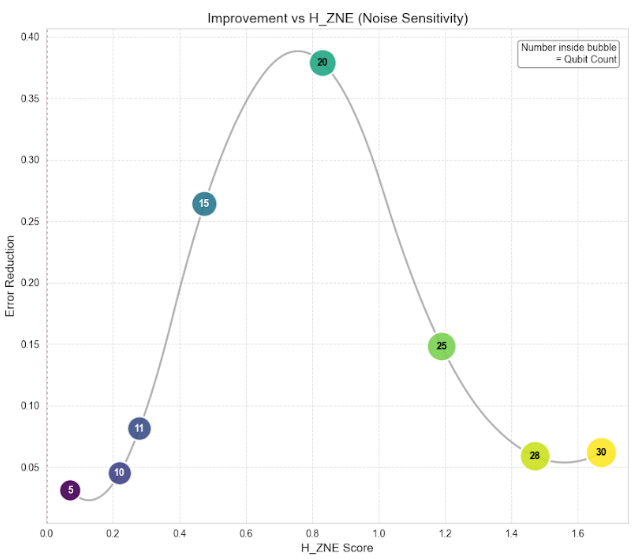 Improvement vs H_ZNE (Noise Sensitivity)
Number inside bubble
= Qubit Count
Error Reduction
0.40
0.35
0.30
0.25
0.20
0.15
0.10
0.05
20
15
25
11
10
5
28
30
0.0 0.2 0.4 0.6 0.8 1.0 1.2 1.4 1.6
H_ZNE Score